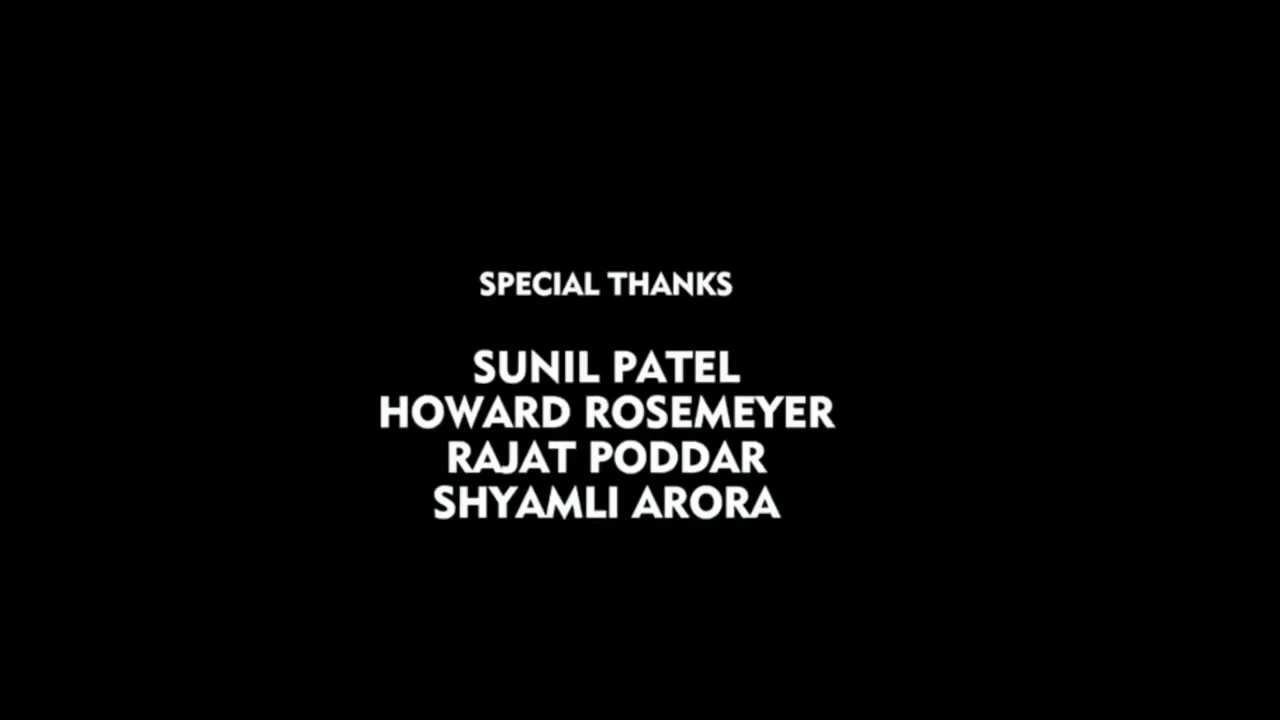 SPECIAL THANKS
SUNIL PATEL
HOWARD ROSEMEYER
RAJAT PODDAR
SHYAMLI ARORA